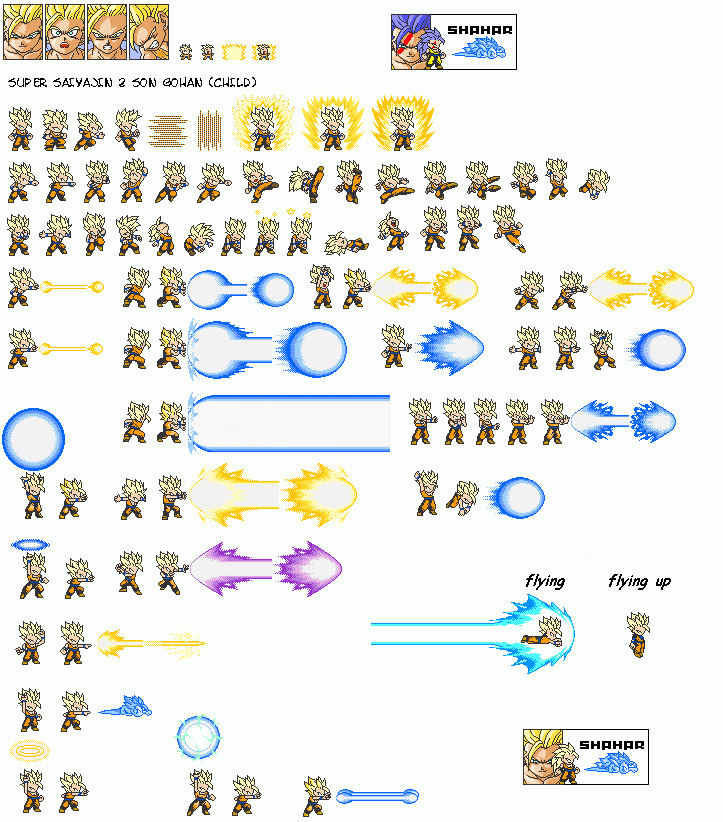 SHAHAR
SUPER SAIYAJIN 2 SON GOHAN (CHILD)
flying
flying up
SHAHAR